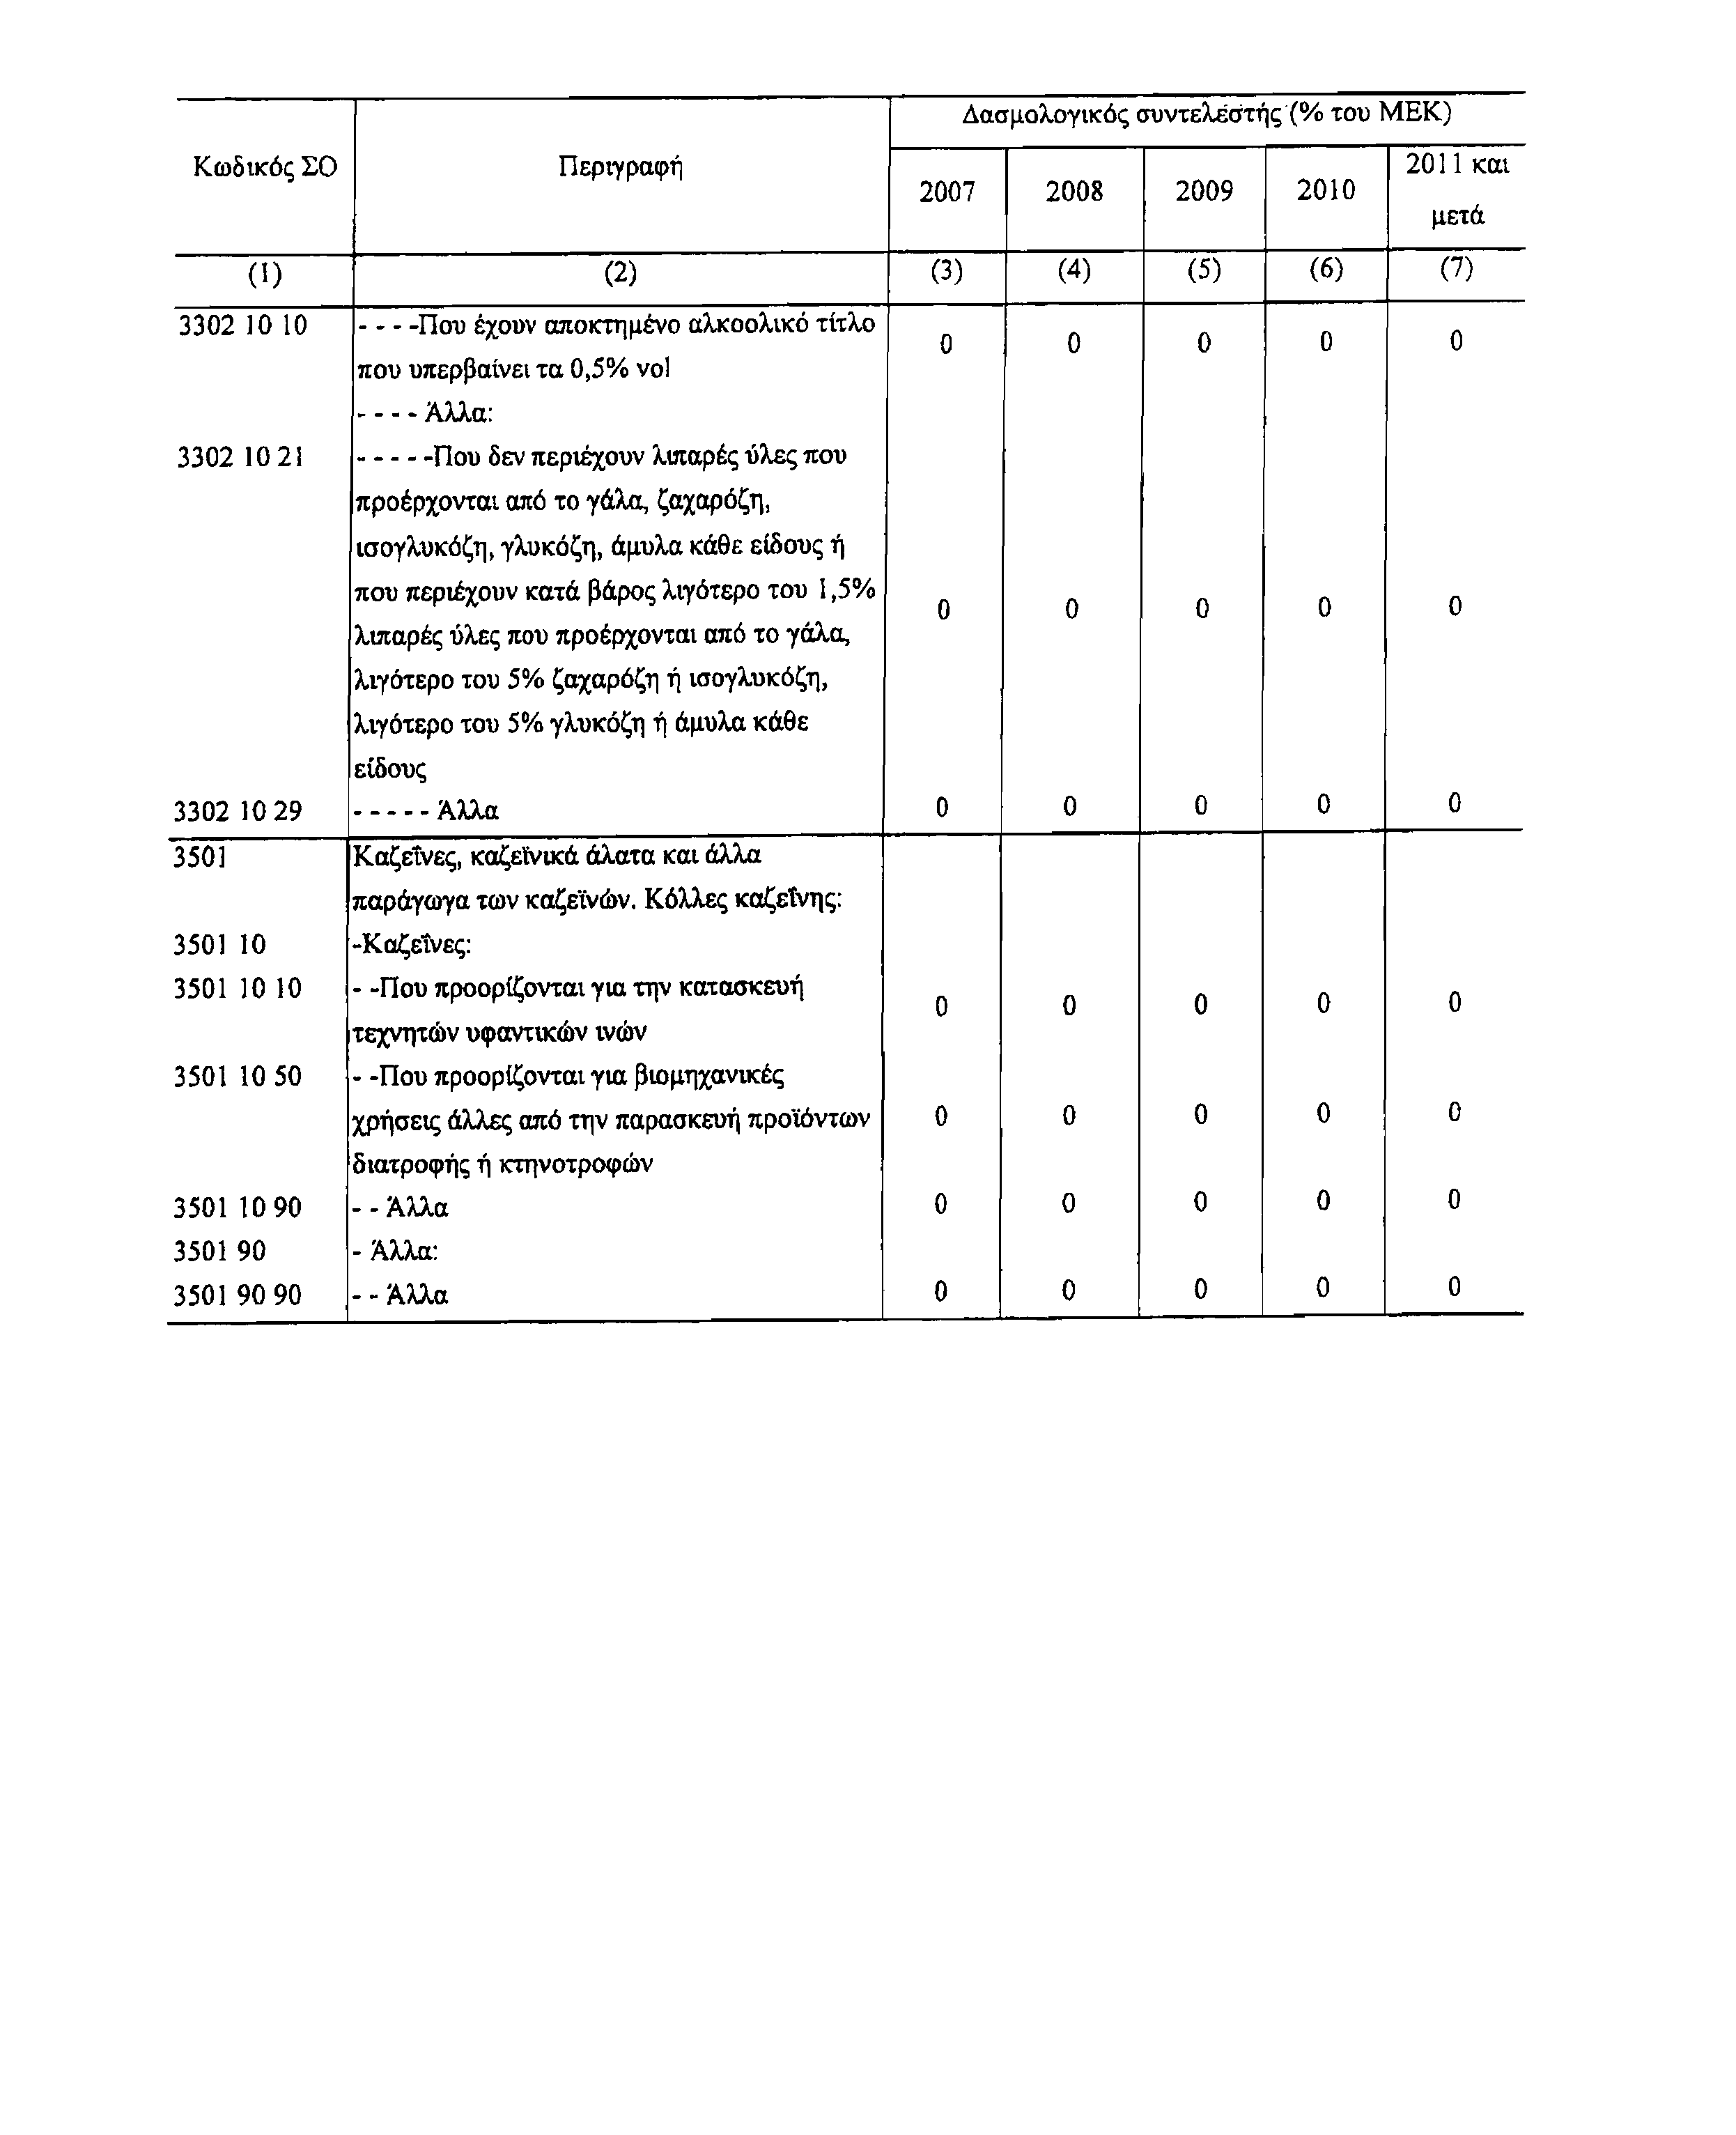 Δασμολογικός συντελεστής (% του ΜΕΚ)
Κωδικός ΣΟ Περιγραφή 2007 2008 2009 2010 2011 και
μετά
(1) (2) (3) (4) (5) (6) (7)
3302 10 10 - - - -Που έχουν αποκτημένο αλκοολικό τίτλο 0 0 0 0 0
που υπερβαίνει τα 0,5% vol
- - - - Άλλα:
3302 10 21 - - - - -Που δεν περιέχουν λιπαρές ύλες που
προέρχονται από το γάλα, ζαχαρόζη,
ισογλυκόζη, γλυκόζη, άμυλα κάθε είδους ή
που περιέχουν κατά βάρος λιγότερο του 1,5% 0 0 0 0 0
λιπαρές ύλες που προέρχονται από το γάλα,
λιγότερο του 5% ζαχαρόζη ή ισογλυκόζη,
λιγότερο του 5% γλυκόζη ή άμυλα κάθε
είδους
3302 10 29 - - - - - Άλλα 0 0 0 0 0
3501 Καζεΐνες, καζεϊνικά άλατα και άλλα
παράγωγα των καζεϊνών. Κόλλες καζεΐνης:
3501 10 -Καζεΐνες:
3501 10 10 - -Που προορίζονται για την κατασκευή 0 0 0 0 0
τεχνητών υφαντικών ινών
3501 10 50 - -Που προορίζονται για βιομηχανικές
χρήσεις άλλες από την παρασκευή προϊόντων 0 0 0 0 0
διατροφής ή κτηνοτροφών
3501 10 90 - - Άλλα 0 0 0 0 0
3501 90 - Άλλα:
3501 90 90 - - Άλλα 0 0 0 0 0